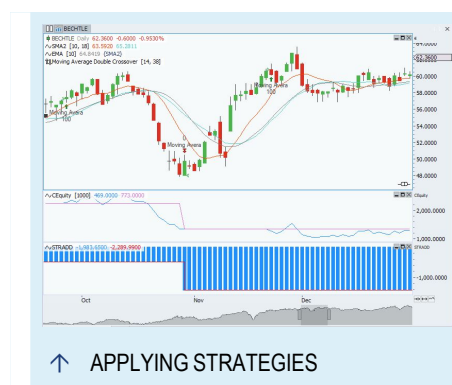 BECHTLE
BECHTLE Daily 62.3600 -0.6000 -0.9530%
SMA2 [10, 18] 63.5920 63.2811
EMA [10] 64.8418 (SMA2)
Moving Average Double Crossover [14, 38]
64.0000
62.3600
60.0000
58.0000
56.0000
54.0000
52.0000
50.0000
48.0000
Moving Avera
100
Moving Avera
Moving Avera
100
CEquity [1000] 469.0000 773.0000
CEquity
2,000.0000
1,000.0000
STRADD -1,983.6500 -2,289.9900
STRADD
-1,000.0000
Oct Nov Dec
APPLYING STRATEGIES